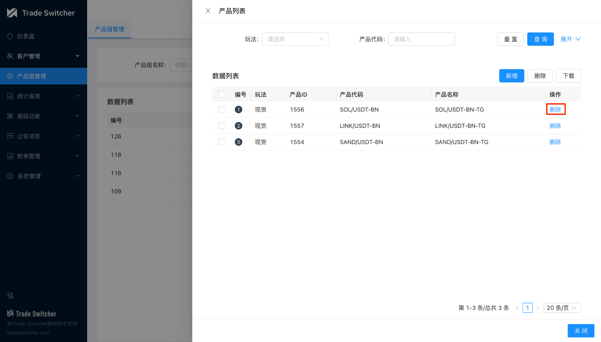 Trade Switcher
仪表盘
客户管理
产品组管理
统计报表
商品功能
公告消息
附单管理
系统管理
Trade Switcher
由Trade Switcher提供技术支持
tradeswitcher.com
产品组管理
产品组名称:
请输入
数据列表
编号
126
118
116
109
产品列表
玩法:
请选择
产品代码:
请输入
重 置
查 询
展开
数据列表
新增
删除
下载
编号 玩法 产品ID 产品代码 产品名称 操作
1 现货 1556 SOL/USDT-BN SOL/USDT-BN-TG 删除
2 现货 1557 LINK/USDT-BN LINK/USDT-BN-TG 删除
3 现货 1554 SAND/USDT-BN SAND/USDT-BN-TG 删除
第 1-3 条/总共 3 条 < 1 > 20 条/页
关 闭